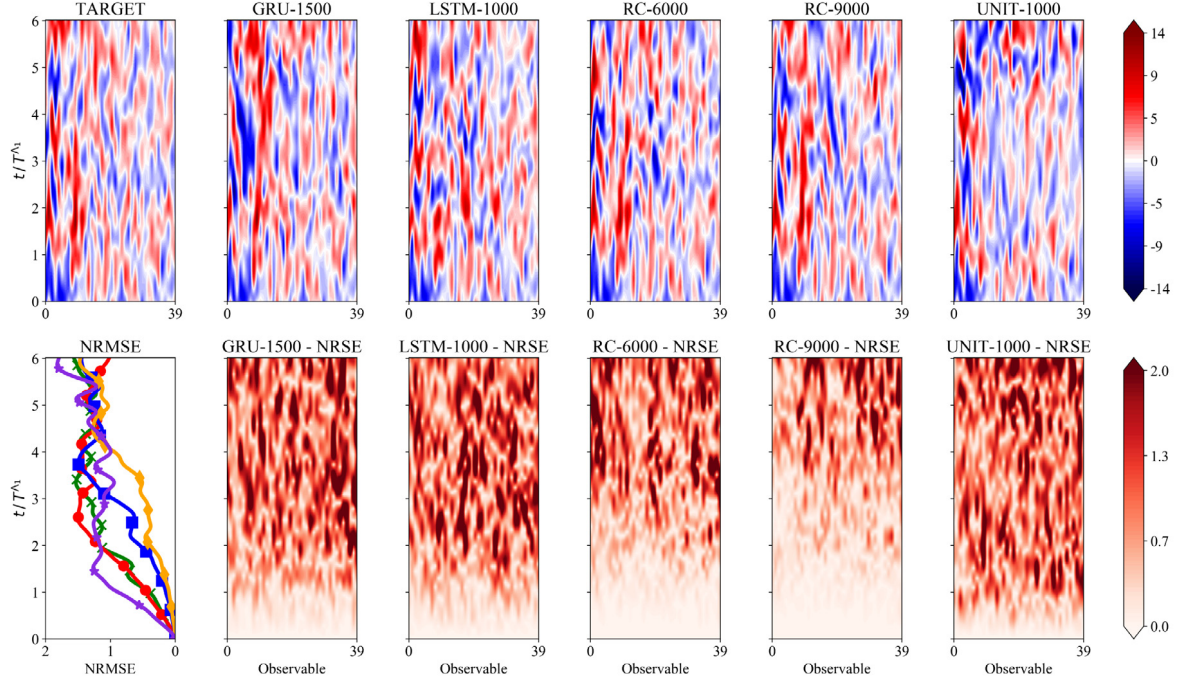 TARGET GRU-1500 LSTM-1000 RC-6000 RC-9000 UNIT-1000
6 5 4 3 2 1 0
t/T^Λ1
0 39 0 39 0 39 0 39 0 39 0 39
14 9 5 0 -5 -9 -14
NRMSE GRU-1500 - NRSE LSTM-1000 - NRSE RC-6000 - NRSE RC-9000 - NRSE UNIT-1000 - NRSE
6 5 4 3 2 1 0
t/T^Λ1
2 1 0 0 39 0 39 0 39 0 39 0 39
2.0 1.3 0.7 0.0
NRMSE Observable Observable Observable Observable Observable